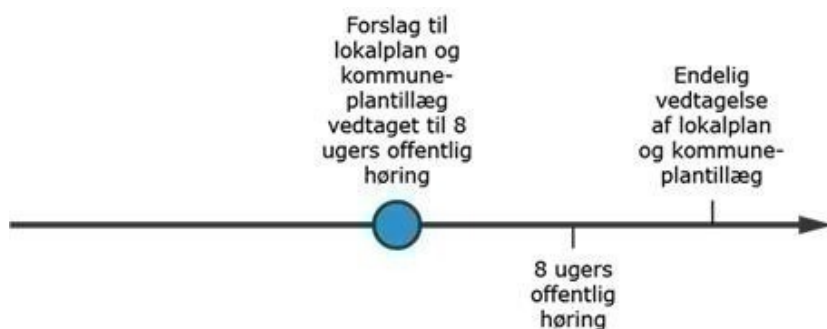 Forslag til
lokalplan og
kommune-
plantillæg
vedtaget til 8
ugers offentlig
høring
8 ugers
offentlig
høring
Endelig
vedtagelse
af lokalplan
og kommune-
plantillæg